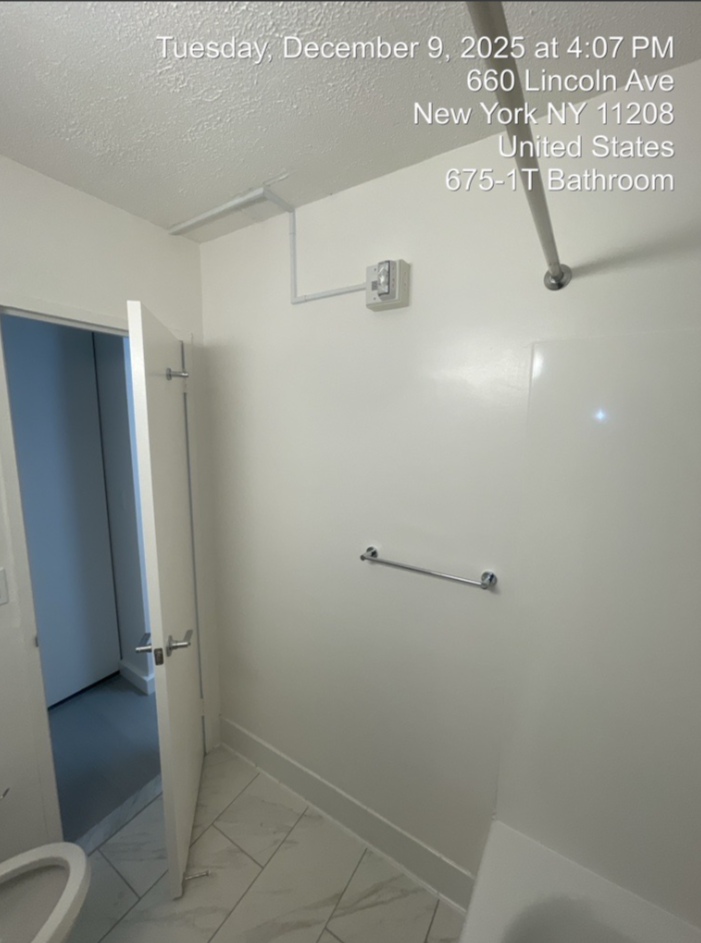 Tuesday, December 9, 2025 at 4:07 PM
660 Lincoln Ave
New York NY 11208
United States
675-1T Bathroom